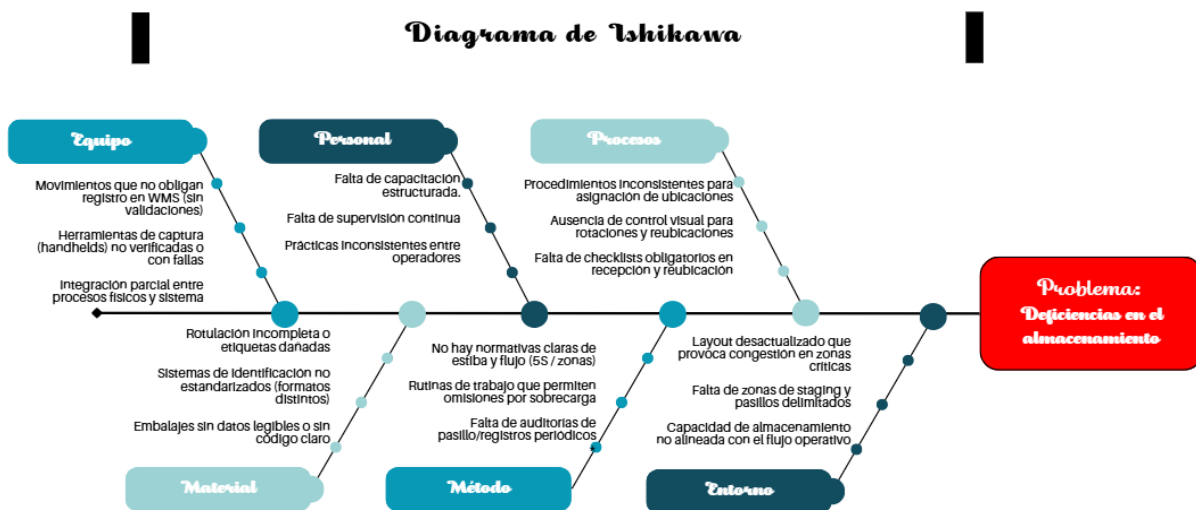 Diagrama de Ishikawa
Equipo
Movimientos que no obligan
registro en WMS (sin
validaciones)
Herramientas de captura
(handhelds) no verificadas o
con fallas
Integración parcial entre
procesos físicos y sistema
Personal
Falta de capacitación
estructurada.
Falta de supervisión continua
Prácticas inconsistentes entre
operadores
Procesos
Procedimientos inconsistentes para
asignación de ubicaciones
Ausencia de control visual para
rotaciones y reubicaciones
Falta de checklists obligatorios en
recepción y reubicación
Problema:
Deficiencias en el
almacenamiento
Rotulación incompleta o
etiquetas dañadas
Sistemas de identificación no
estandarizados (formatos
distintos)
Embalajes sin datos legibles o sin
código claro
Material
No hay normativas claras de
estiba y flujo (5S / zonas)
Rutinas de trabajo que permiten
omisiones por sobrecarga
Falta de auditorias de
pasillo/registros periódicos
Método
Layout desactualizado que
provoca congestión en zonas
críticas
Falta de zonas de staging y
pasillos delimitados
Capacidad de almacenamiento
no alineada con el flujo operativo
Entorno